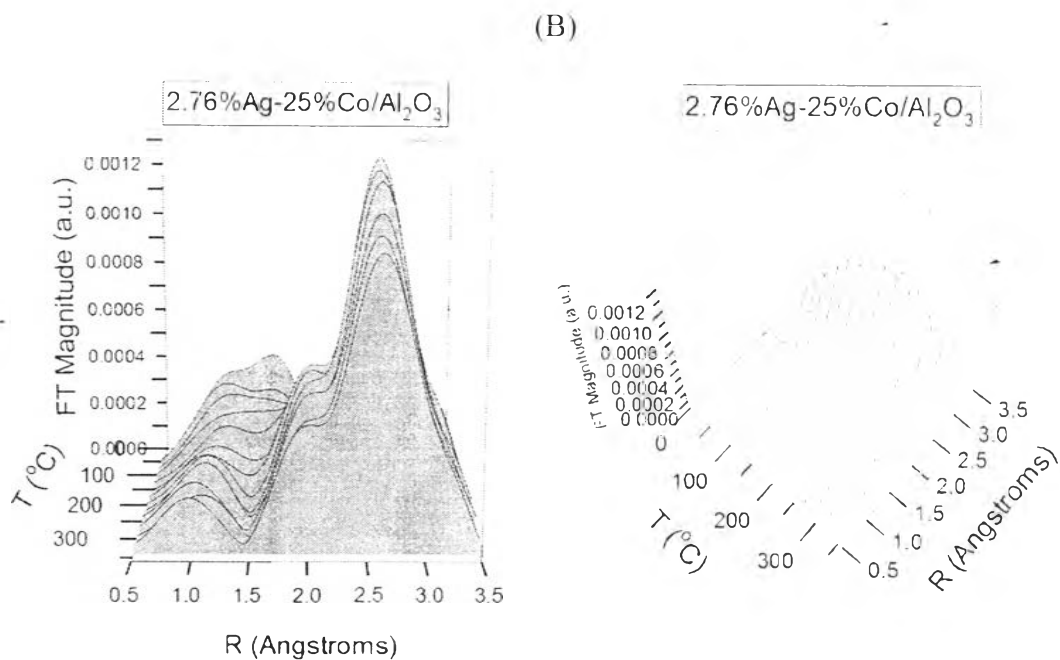 (B)
2.76%Ag-25%Co/Al₂O₃
0.0012
0.0010
0.0008
0.0006
0.0004
0.0002
0.0000
100
200
300
FT Magnitude (a.u.)
T (°C)
0.5 1.0 1.5 2.0 2.5 3.0 3.5
R (Angstroms)
2.76%Ag-25%Co/Al₂O₃
FT Magnitude (a.u.)
0.0012
0.0010
0.0008
0.0006
0.0004
0.0002
0.0000
0
100
200
300
T (°C)
0.5
1.0
1.5
2.0
2.5
3.0
3.5
R (Angstroms)